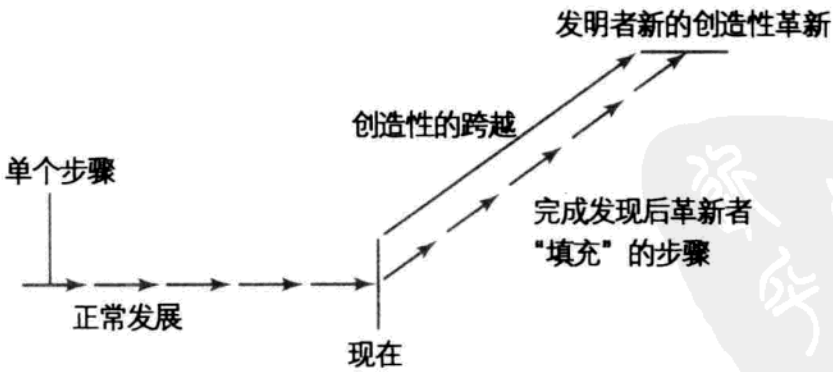 发明者新的创造性革新
创造性的跨越
单个步骤
完成发现后革新者
“填充”的步骤
正常发展
现在